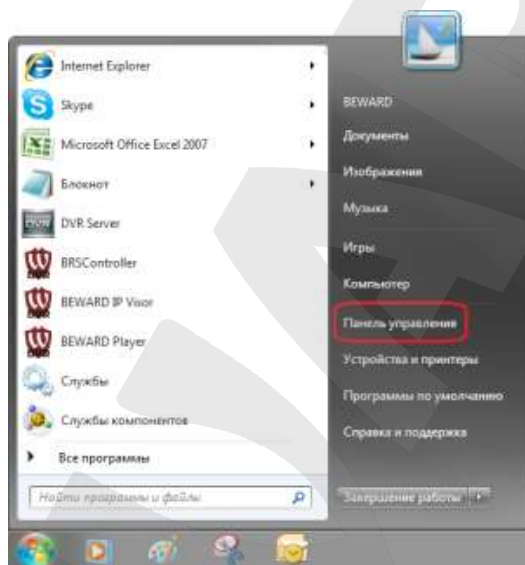 Internet Explorer
Skype
Microsoft Office Excel 2007
Блокнот
DVR Server
BRSController
BEWARD IP Visor
BEWARD Player
Службы
Службы компонентов
Все программы
Найти программы и файлы
BEWARD
Документы
Изображения
Музыка
Игры
Компьютер
Панель управления
Устройства и принтеры
Программы по умолчанию
Справка и поддержка
Завершение работы